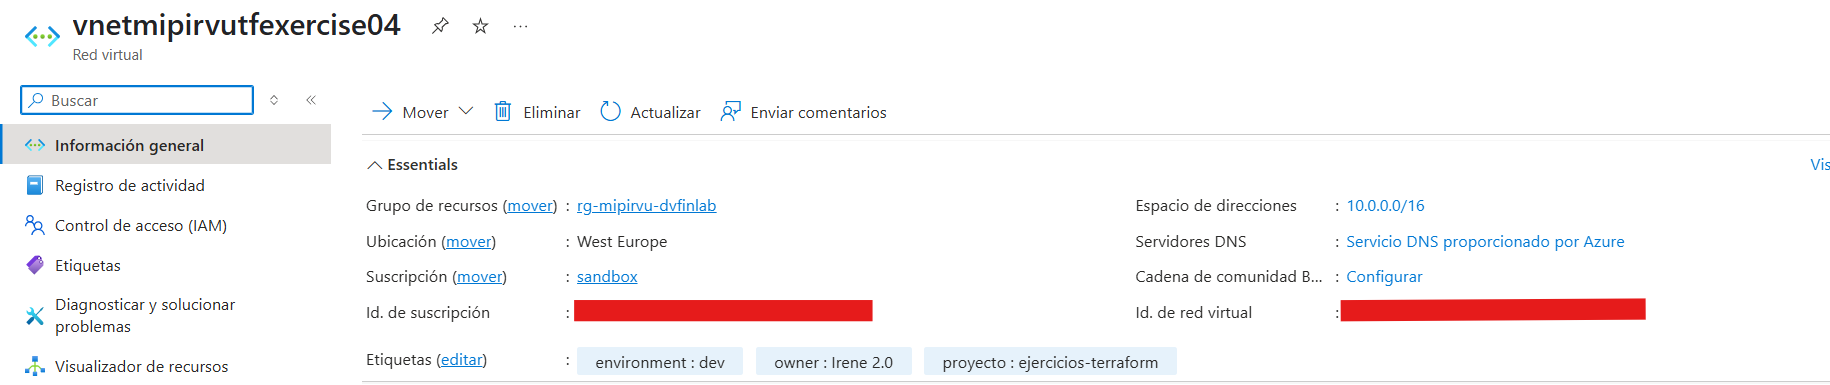 vnetmipirvutfexercise04
Red virtual
Buscar
Información general
Registro de actividad
Control de acceso (IAM)
Etiquetas
Diagnosticar y solucionar
problemas
Visualizador de recursos
Mover Eliminar Actualizar Enviar comentarios
Essentials
Vis
Grupo de recursos (mover) : rg-mipirvu-dvfinlab
Ubicación (mover) : West Europe
Suscripción (mover) : sandbox
Id. de suscripción :
Espacio de direcciones : 10.0.0.0/16
Servidores DNS : Servicio DNS proporcionado por Azure
Cadena de comunidad B... : Configurar
Id. de red virtual :
Etiquetas (editar) : environment : dev owner : Irene 2.0 proyecto : ejercicios-terraform